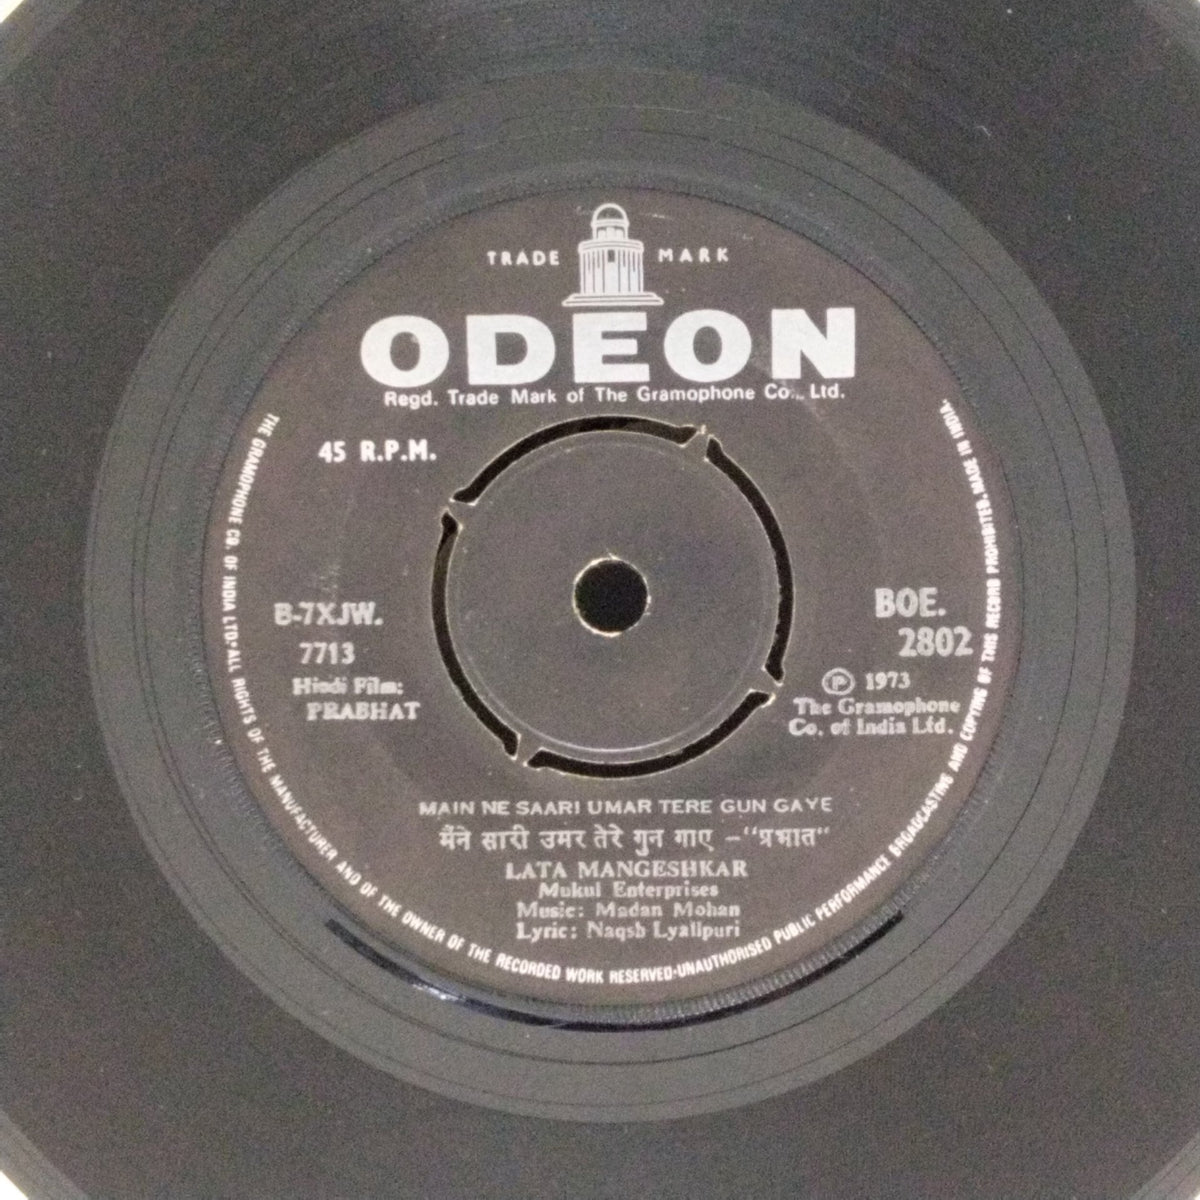 TRADE MARK
ODEON
Regd. Trade Mark of The Gramophone Co., Ltd.
45 R.P.M.
B-7XJW.
7713
Hindi Film:
PRABHAT
BOE.
2802
℗ 1973
The Gramophone
Co. of India Ltd.
MAIN NE SAARI UMAR TERE GUN GAYE
मैंने सारी उमर तेरे गुन गाए -"प्रभात"
LATA MANGESHKAR
Mukul Enterprises
Music: Madan Mohan
Lyric: Naqsh Lyallpuri
THE GRAMOPHONE CO. OF INDIA LTD.-ALL RIGHTS OF THE MANUFACTURER AND OF THE OWNER OF THE RECORDED WORK RESERVED-UNAUTHORISED PUBLIC PERFORMANCE BROADCASTING AND COPYING OF THIS RECORD PROHIBITED. MADE IN INDIA.